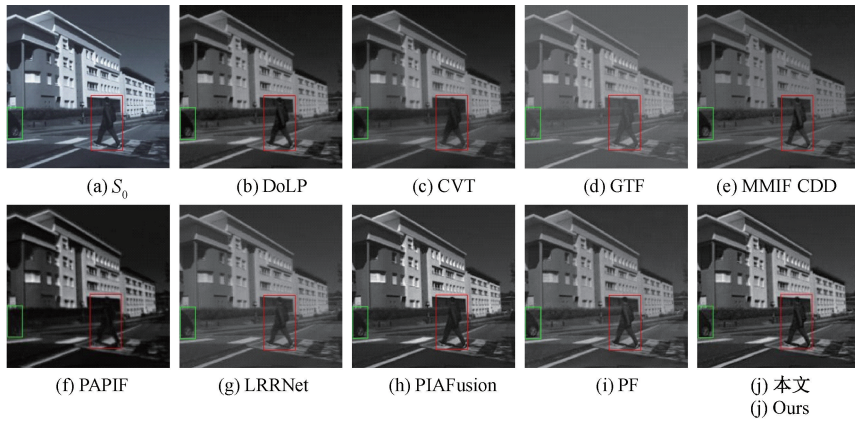 (a) S0
(b) DoLP
(c) CVT
(d) GTF
(e) MMIF CDD
(f) PAPIF
(g) LRRNet
(h) PIAFusion
(i) PF
(j) 本文
(j) Ours